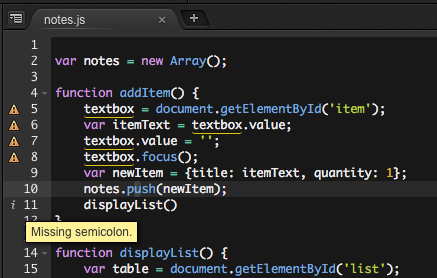 notes.js × +
1
2 var notes = new Array();
3
4 function addItem() {
5 textbox = document.getElementById('item');
6 var itemText = textbox.value;
7 textbox.value = '';
8 textbox.focus();
9 var newItem = {title: itemText, quantity: 1};
10 notes.push(newItem);
11 displayList()
}
Missing semicolon.
14 function displayList() {
15 var table = document.getElementById('list');